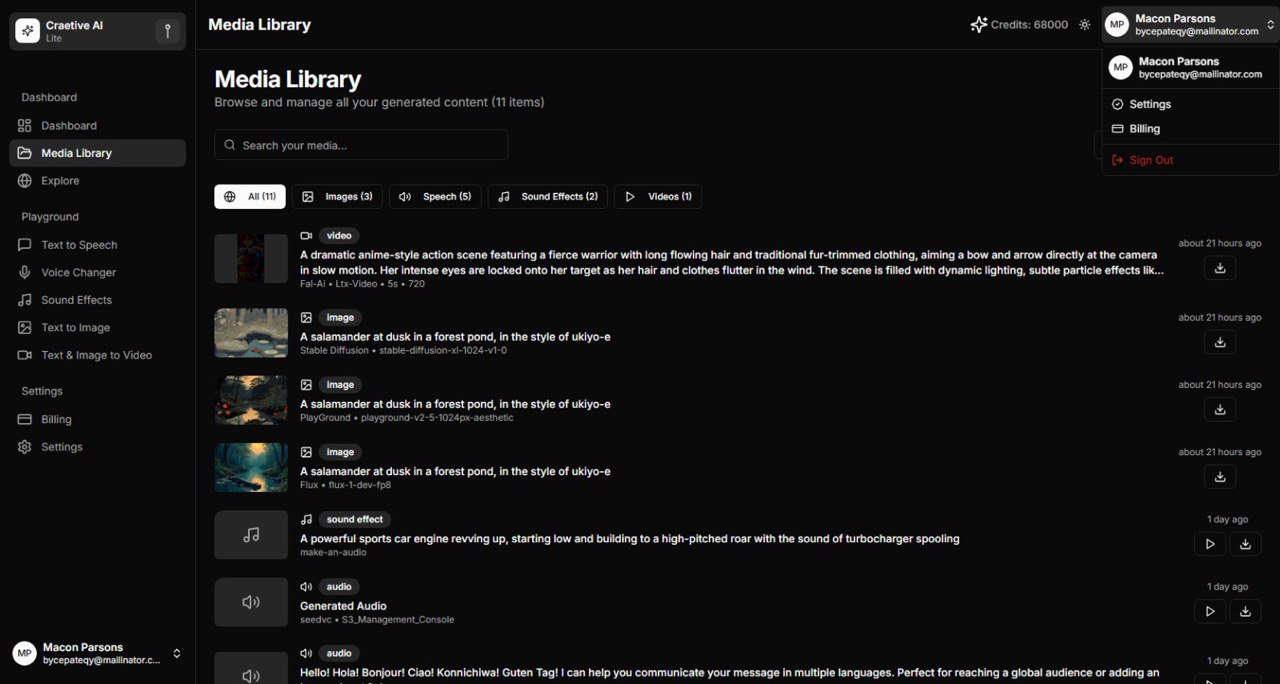 Craetive AI
Lite
Dashboard
Dashboard
Media Library
Explore
Playground
Text to Speech
Voice Changer
Sound Effects
Text to Image
Text & Image to Video
Settings
Billing
Settings
MP
Macon Parsons
bycepateqy@mailinator.c...
Media Library
Credits: 68000
MP
Macon Parsons
bycepateqy@mailinator.com
MP
Macon Parsons
bycepateqy@mailinator.com
Settings
Billing
Sign Out
Media Library
Browse and manage all your generated content (11 items)
Search your media...
All (11)
Images (3)
Speech (5)
Sound Effects (2)
Videos (1)
video
about 21 hours ago
A dramatic anime-style action scene featuring a fierce warrior with long flowing hair and traditional fur-trimmed clothing, aiming a bow and arrow directly at the camera
in slow motion. Her intense eyes are locked onto her target as her hair and clothes flutter in the wind. The scene is filled with dynamic lighting, subtle particle effects lik...
Fal-Ai • Ltx-Video • 5s • 720
image
about 21 hours ago
A salamander at dusk in a forest pond, in the style of ukiyo-e
Stable Diffusion • stable-diffusion-xl-1024-v1-0
image
about 21 hours ago
A salamander at dusk in a forest pond, in the style of ukiyo-e
PlayGround • playground-v2-5-1024px-aesthetic
image
about 21 hours ago
A salamander at dusk in a forest pond, in the style of ukiyo-e
Flux • flux-1-dev-fp8
sound effect
1 day ago
A powerful sports car engine revving up, starting low and building to a high-pitched roar with the sound of turbocharger spooling
make-an-audio
audio
1 day ago
Generated Audio
seedvc • S3_Management_Console
audio
1 day ago
Hello! Hola! Bonjour! Ciao! Konnichiwa! Guten Tag! I can help you communicate your message in multiple languages. Perfect for reaching a global audience or adding an